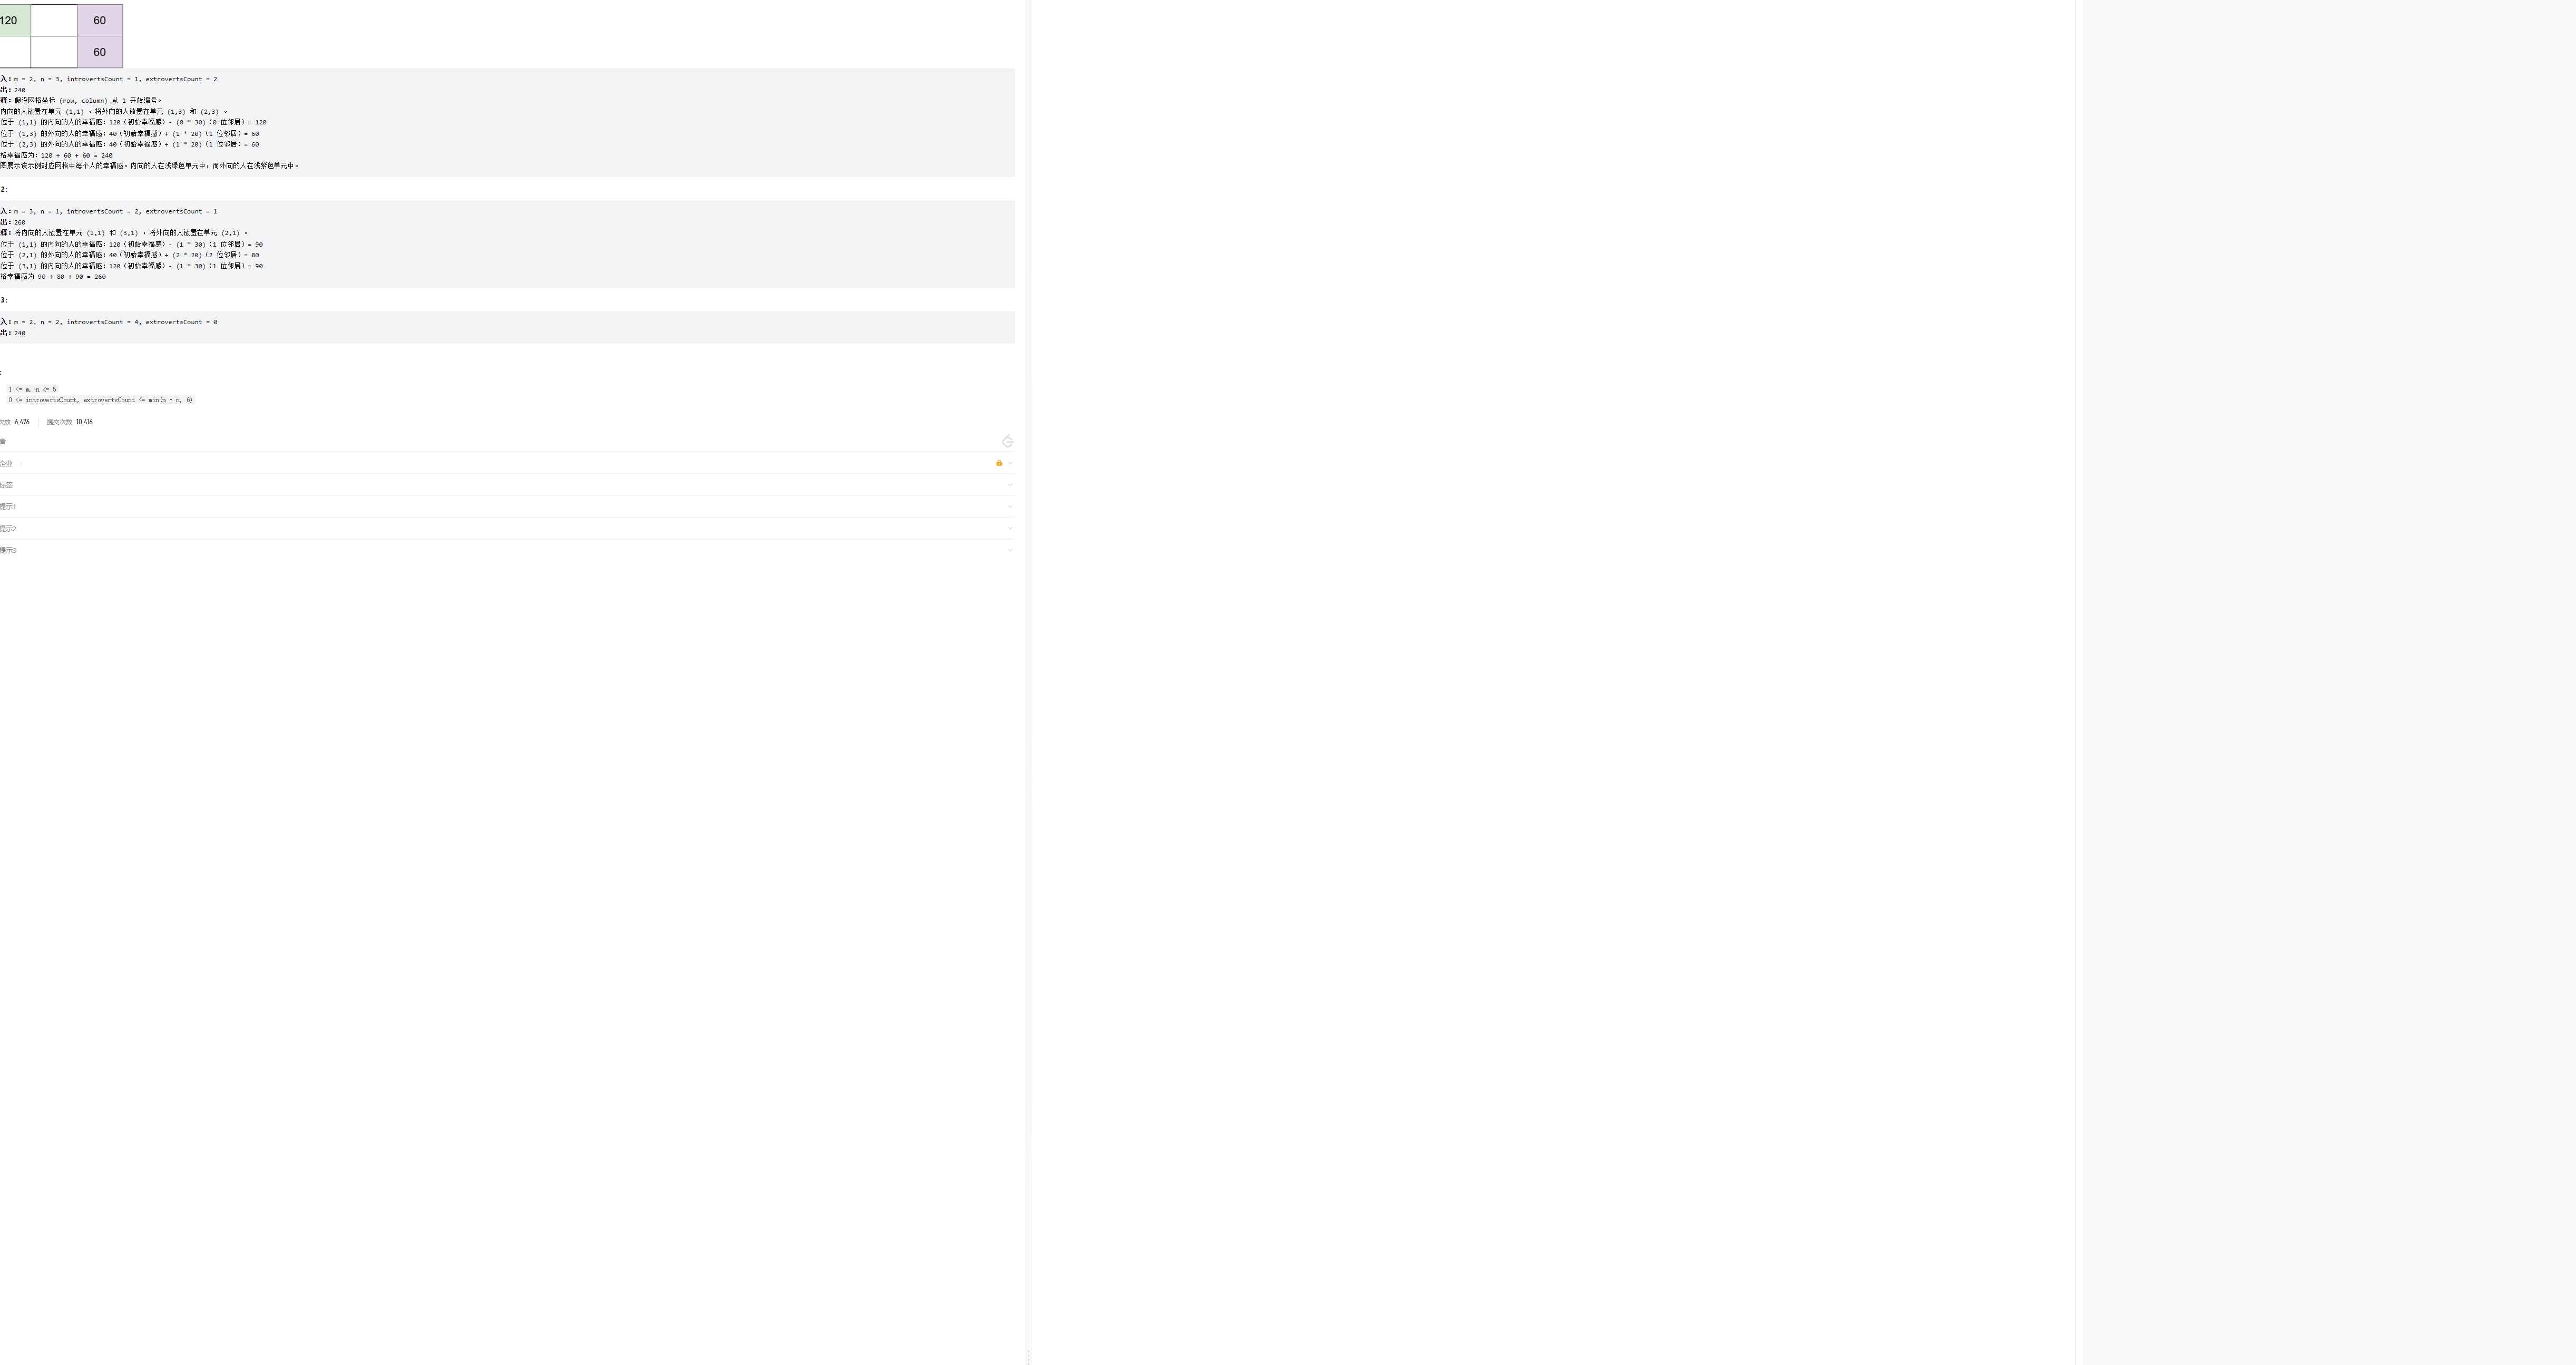 120 60
60
入：m = 2, n = 3, introvertsCount = 1, extrovertsCount = 2
出：240
释：假设网格坐标 (row, column) 从 1 开始编号。
内向的人放置在单元 (1,1) ，将外向的人放置在单元 (1,3) 和 (2,3) 。
位于 (1,1) 的内向的人的幸福感：120（初始幸福感）- (0 * 30)（0 位邻居）= 120
位于 (1,3) 的外向的人的幸福感：40（初始幸福感）+ (1 * 20)（1 位邻居）= 60
位于 (2,3) 的外向的人的幸福感：40（初始幸福感）+ (1 * 20)（1 位邻居）= 60
格幸福感为：120 + 60 + 60 = 240
图展示该示例对应网格中每个人的幸福感。内向的人在浅绿色单元中，而外向的人在浅紫色单元中。
2：
入：m = 3, n = 1, introvertsCount = 2, extrovertsCount = 1
出：260
释：将内向的人放置在单元 (1,1) 和 (3,1) ，将外向的人放置在单元 (2,1) 。
位于 (1,1) 的内向的人的幸福感：120（初始幸福感）- (1 * 30)（1 位邻居）= 90
位于 (2,1) 的外向的人的幸福感：40（初始幸福感）+ (2 * 20)（2 位邻居）= 80
位于 (3,1) 的内向的人的幸福感：120（初始幸福感）- (1 * 30)（1 位邻居）= 90
格幸福感为 90 + 80 + 90 = 260
3：
入：m = 2, n = 2, introvertsCount = 4, extrovertsCount = 0
出：240
：
1 <= m, n <= 5
0 <= introvertsCount, extrovertsCount <= min(m * n, 6)
次数 6,476 提交次数 10,416
者
企业
标签
提示1
提示2
提示3